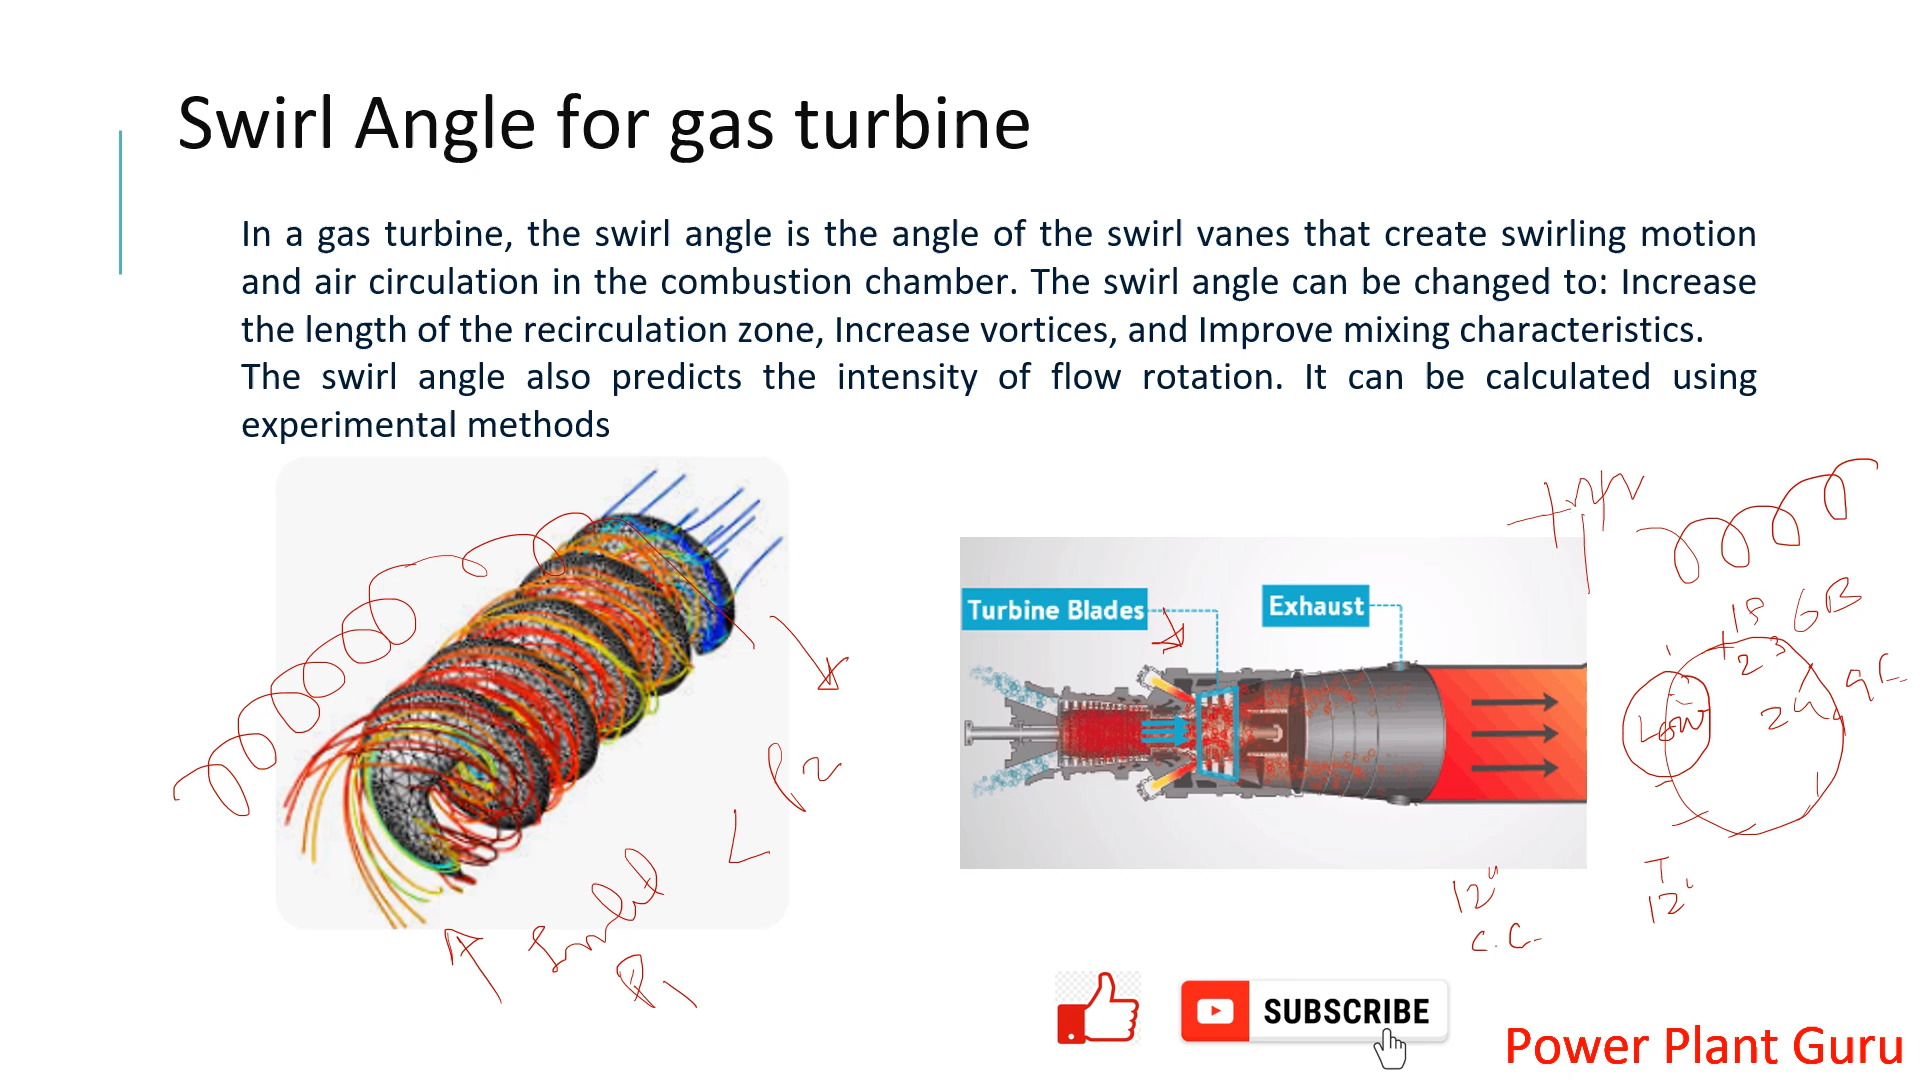 Swirl Angle for gas turbine
In a gas turbine, the swirl angle is the angle of the swirl vanes that create swirling motion
and air circulation in the combustion chamber. The swirl angle can be changed to: Increase
the length of the recirculation zone, Increase vortices, and Improve mixing characteristics.
The swirl angle also predicts the intensity of flow rotation. It can be calculated using
experimental methods
Turbine Blades
Exhaust
18 6B
2 3
24
Low
P2
<
Inlet
P1
T
12
12"
C.C.
SUBSCRIBE
Power Plant Guru